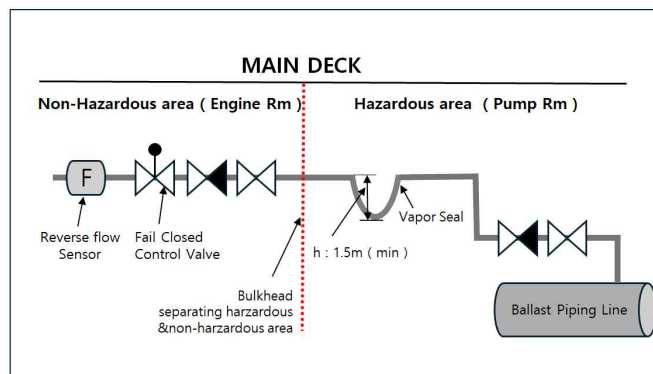 MAIN DECK
Non-Hazardous area ( Engine Rm )
Hazardous area ( Pump Rm )
F
Reverse flow
Sensor
Fail Closed
Control Valve
Vapor Seal
h : 1.5m ( min )
Bulkhead
separating harzardous
&non-harzardous area
Ballast Piping Line